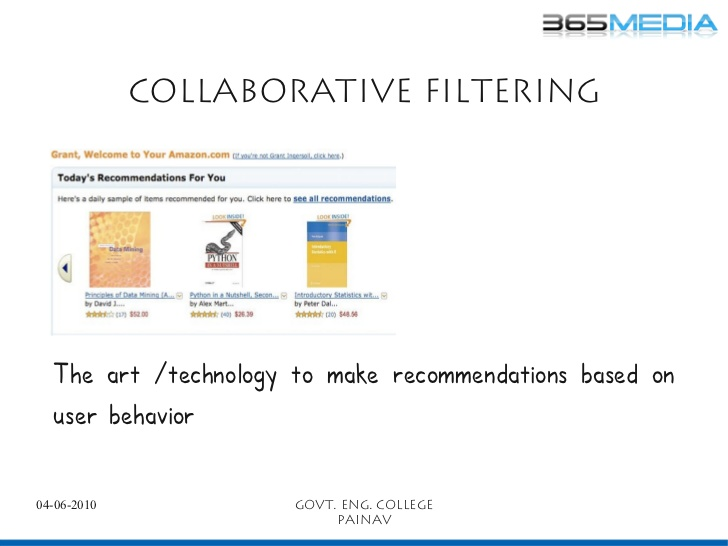 365MEDIA
COLLABORATIVE FILTERING
Grant, Welcome to Your Amazon.com (If you're not Grant Ingersoll, click here.)
Today's Recommendations For You
Here's a daily sample of items recommended for you. Click here to see all recommendations.
LOOK INSIDE! LOOK INSIDE!
Data Mining
PYTHON
IN A NUTSHELL
Principles of Data Mining (A... Python in a Nutshell, Secon... Introductory Statistics wit...
by David J.... by Alex Mart... by Peter Dal...
(17) $52.00 (40) $26.39 (20) $48.56
The art /technology to make recommendations based on
user behavior
04-06-2010
GOVT. ENG. COLLEGE
PAINAV